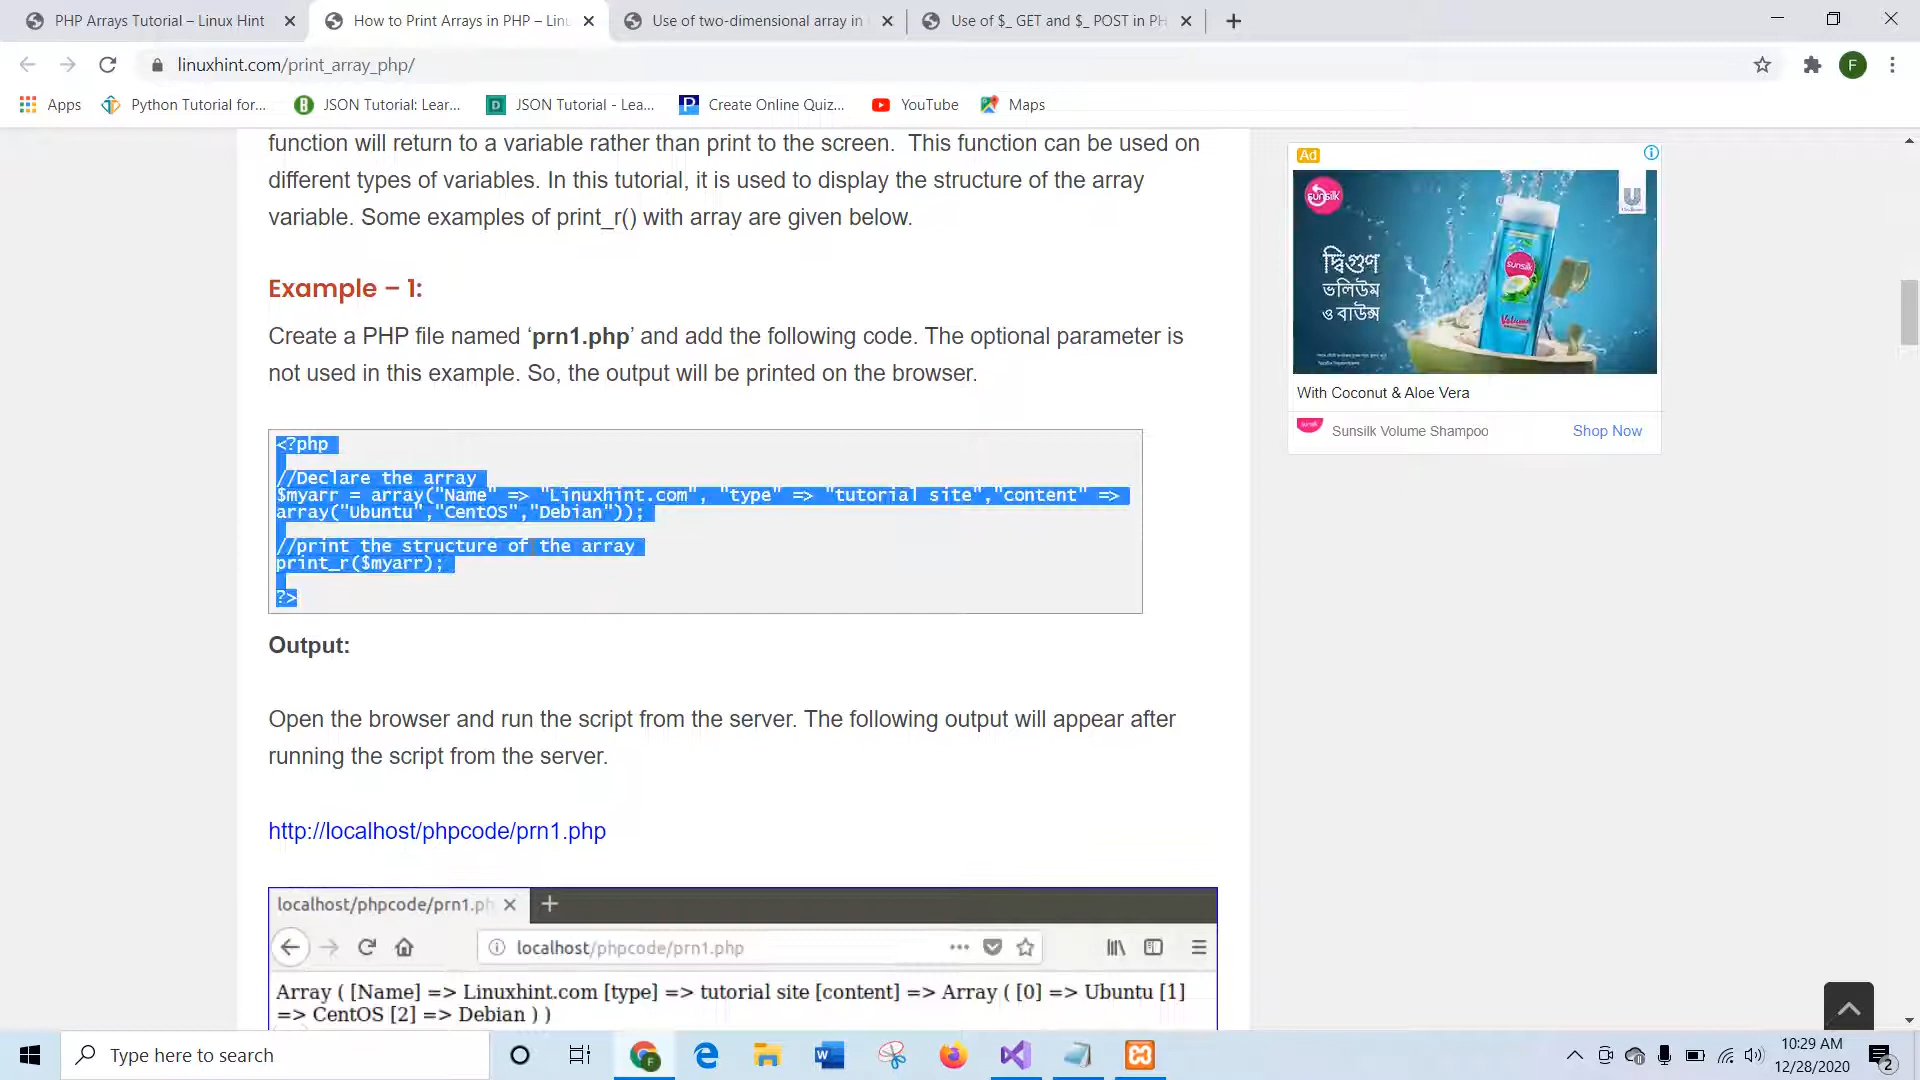 PHP Arrays Tutorial – Linux Hint
How to Print Arrays in PHP – Lin
Use of two-dimensional array in
Use of $_ GET and $_ POST in PH
linuxhint.com/print_array_php/
F
Apps
Python Tutorial for...
JSON Tutorial: Lear...
JSON Tutorial - Lea...
Create Online Quiz...
YouTube
Maps
function will return to a variable rather than print to the screen.  This function can be used on
different types of variables. In this tutorial, it is used to display the structure of the array
variable. Some examples of print_r() with array are given below.
Example – 1:
Create a PHP file named ‘prn1.php’ and add the following code. The optional parameter is
not used in this example. So, the output will be printed on the browser.
<?php
//Declare the array
$myarr = array("Name" => "Linuxhint.com", "type" => "tutorial site","content" =>
array("Ubuntu","CentOS","Debian"));
//print the structure of the array
print_r($myarr);
?>
Output:
Open the browser and run the script from the server. The following output will appear after
running the script from the server.
http://localhost/phpcode/prn1.php
localhost/phpcode/prn1.ph
localhost/phpcode/prn1.php
Array ( [Name] => Linuxhint.com [type] => tutorial site [content] => Array ( [0] => Ubuntu [1]
=> CentOS [2] => Debian ) )
Ad
sunsilk
দ্বিগুণ
ভলিউম
ও বাউন্স
sunsilk
With Coconut & Aloe Vera
Sunsilk Volume Shampoo
Shop Now
Type here to search
10:29 AM
12/28/2020
2